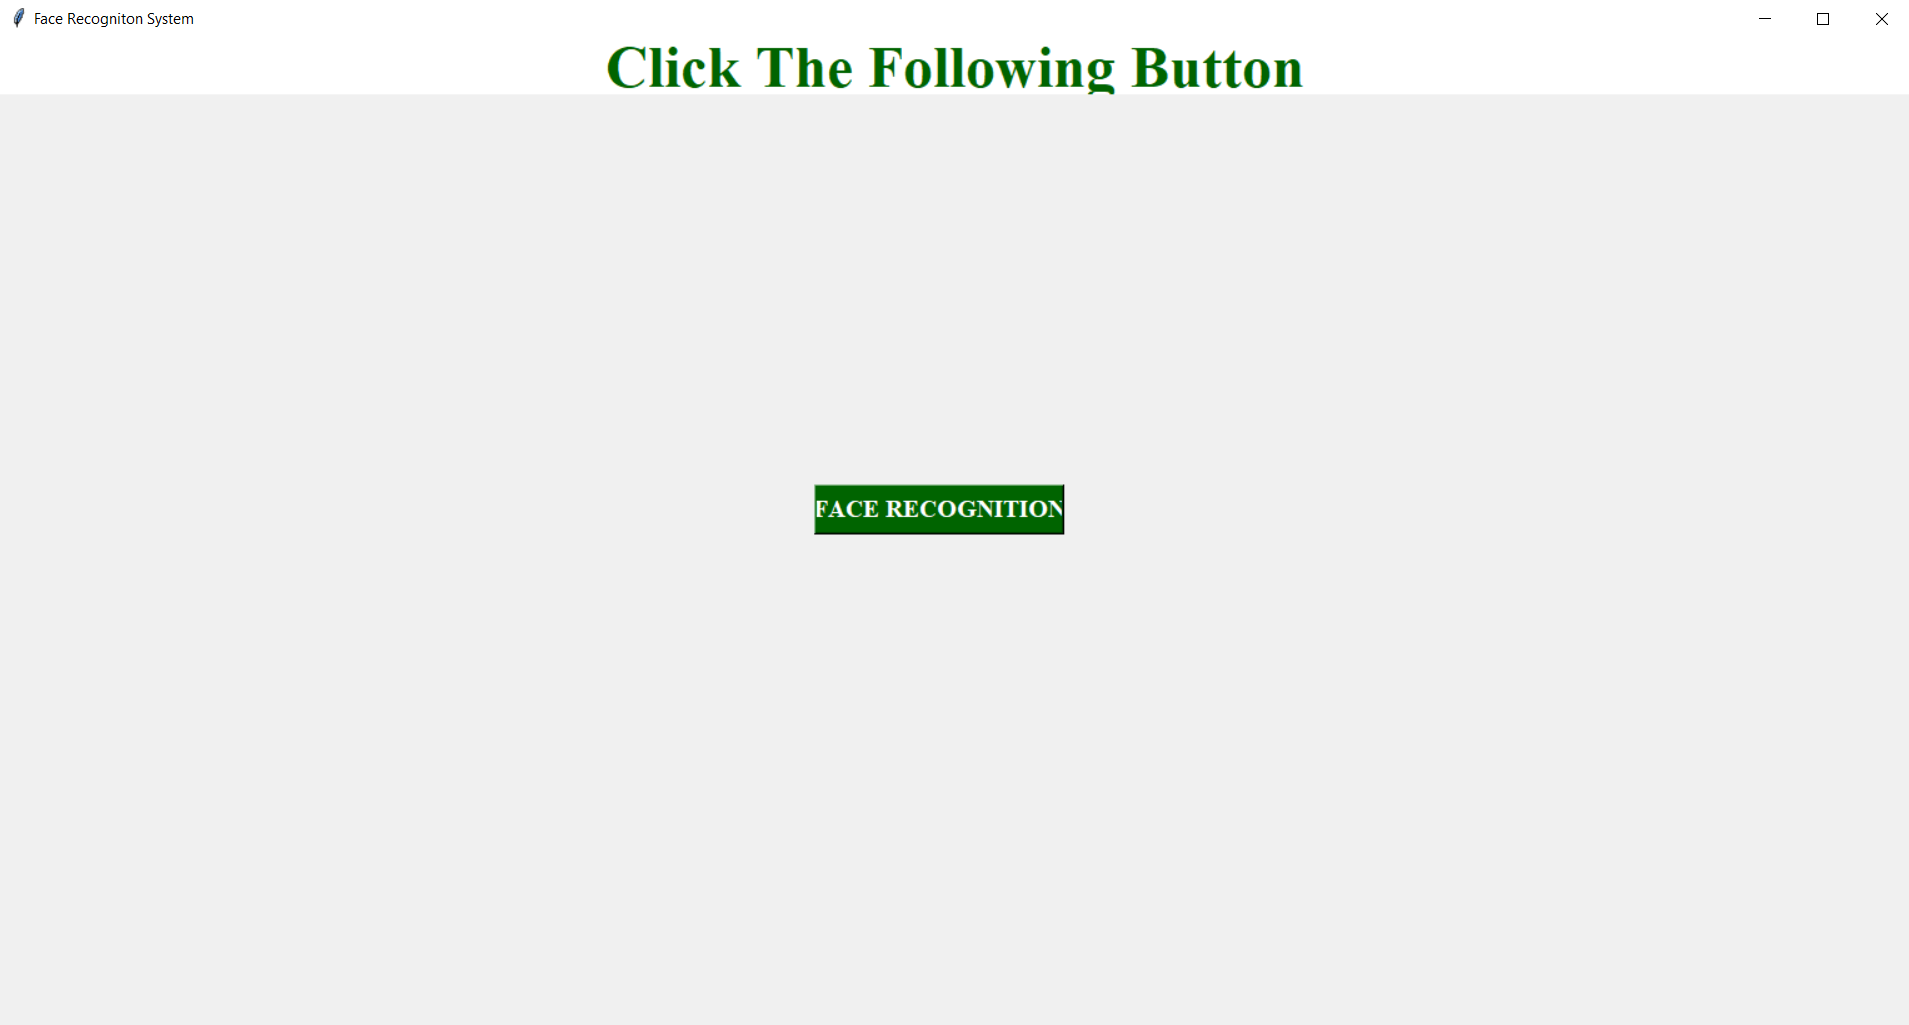 Face Recogniton System
Click The Following Button
FACE RECOGNITION